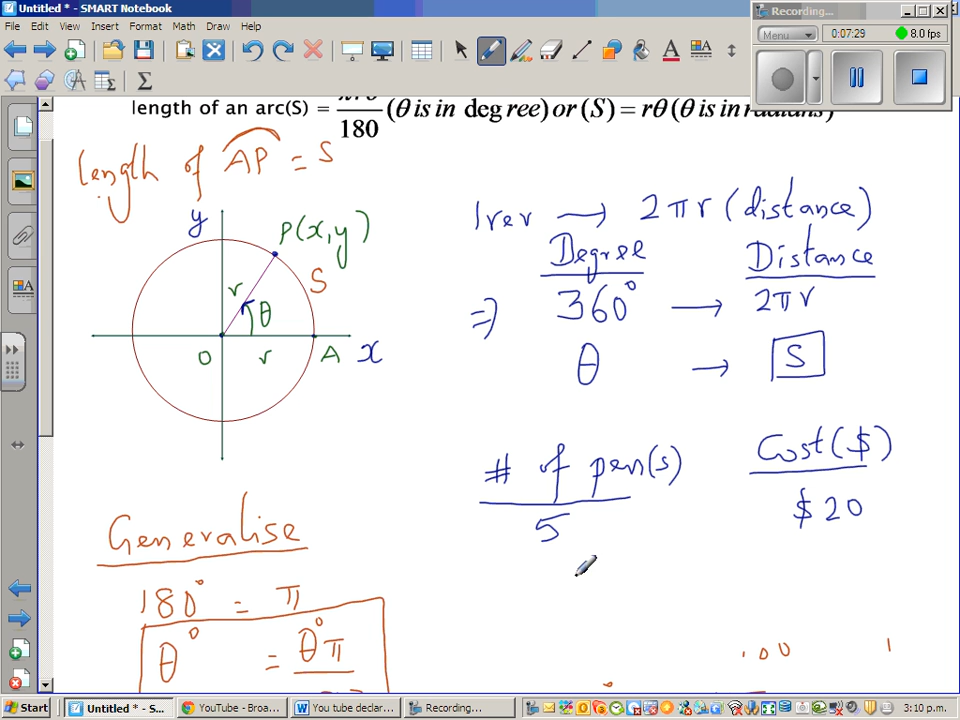 Untitled * - SMART Notebook
File Edit View Insert Format Math Draw Help
Recording...
Menu 0:07:29 8.0 fps
length of an arc(S) = πrθ/180 (θ is in degree) or (S) = rθ (θ is in radians)
length of AP = S
y
P(x,y)
r S
θ
O r A x
1rev → 2πr (distance)
Degree Distance
⇒ 360° → 2πr
θ → S
# of pen(s) Cost($)
5 $20
Generalise
180° = π
θ° = θ°π
Start Untitled * - S... YouTube - Broa... You tube declar... Recording... 3:10 p.m.